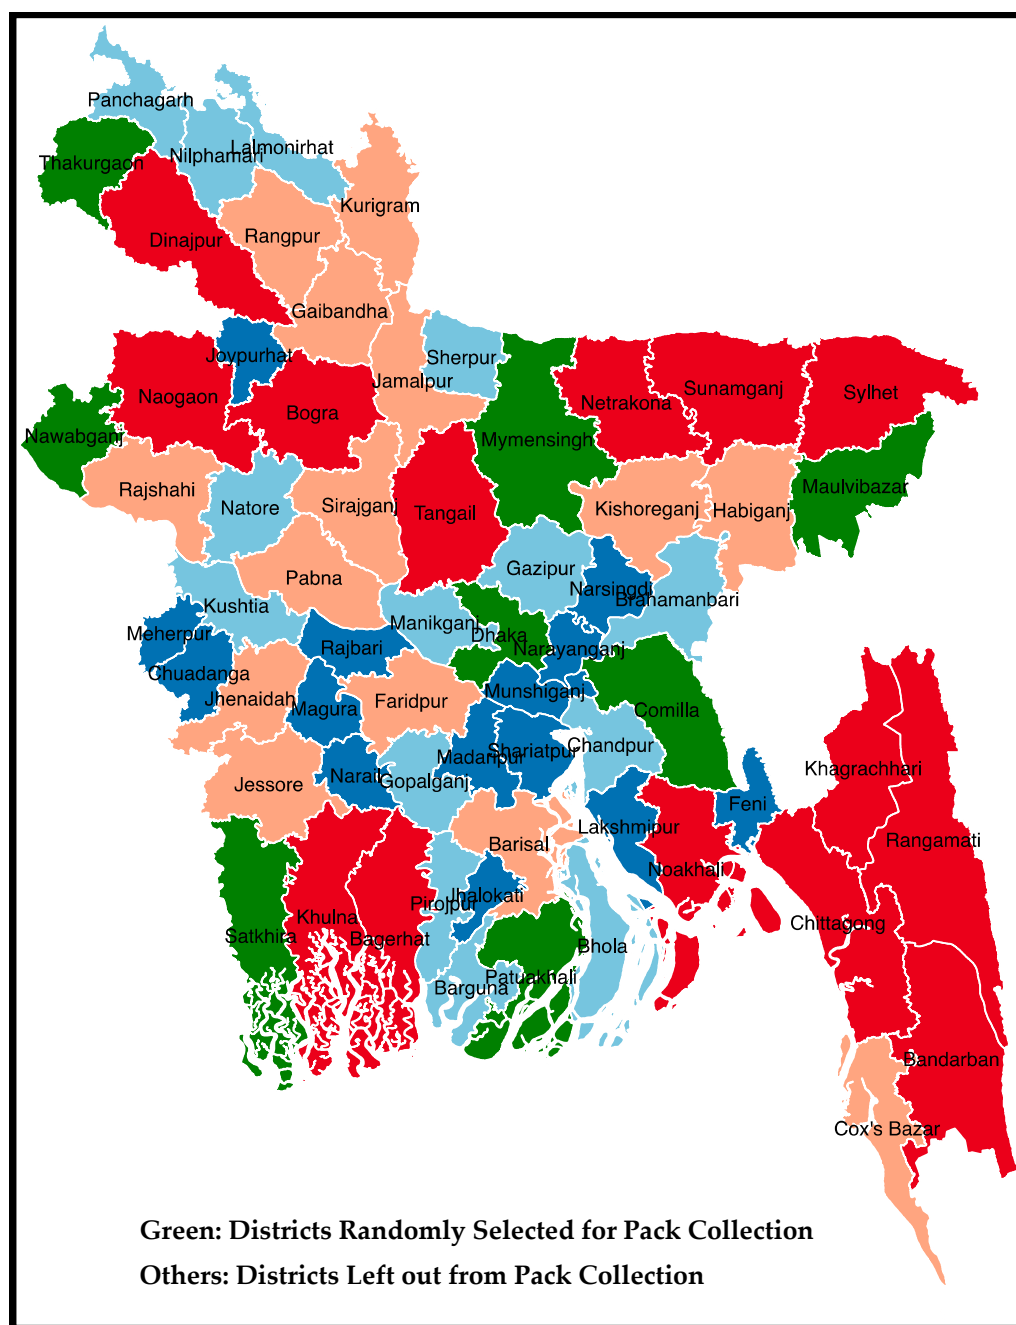 Panchagarh
Lalmonirhat
Nilphamari
Thakurgaon
Kurigram
Rangpur
Dinajpur
Gaibandha
Joypurhat
Sherpur
Jamalpur
Naogaon
Bogra
Netrakona
Sunamganj
Sylhet
Nawabganj
Mymensingh
Rajshahi
Natore
Sirajganj
Tangail
Kishoreganj
Habiganj
Maulvibazar
Pabna
Gazipur
Narsingdi
Brahamanbari
Kushtia
Manikganj
Dhaka
Meherpur
Rajbari
Narayanganj
Chuadanga
Jhenaidah
Magura
Faridpur
Munshiganj
Comilla
Madaripur
Shariatpur
Chandpur
Khagrachhari
Jessore
Narail
Gopalganj
Feni
Lakshmipur
Barisal
Rangamati
Noakhali
Jhalokati
Pirojpur
Khulna
Chittagong
Satkhira
Bagerhat
Bhola
Patuakhali
Barguna
Bandarban
Cox's Bazar
Green: Districts Randomly Selected for Pack Collection
Others: Districts Left out from Pack Collection